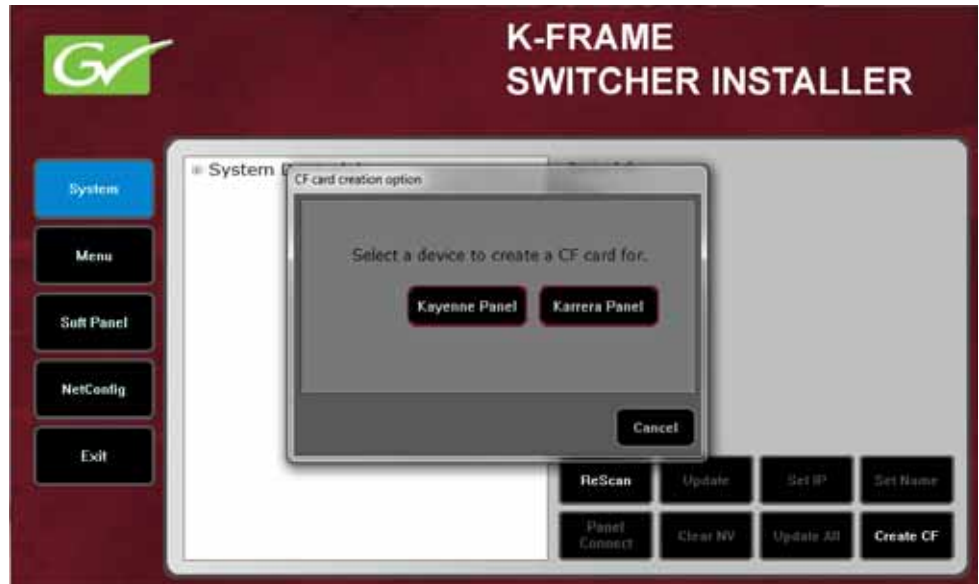 GV
K-FRAME
SWITCHER INSTALLER
System
Menu
Soft Panel
NetConfig
Exit
System
CF card creation option
Select a device to create a CF card for.
Kayenne Panel
Karrera Panel
Cancel
ReScan
Update
Set IP
Set Name
Panel
Connect
Clear NV
Update All
Create CF